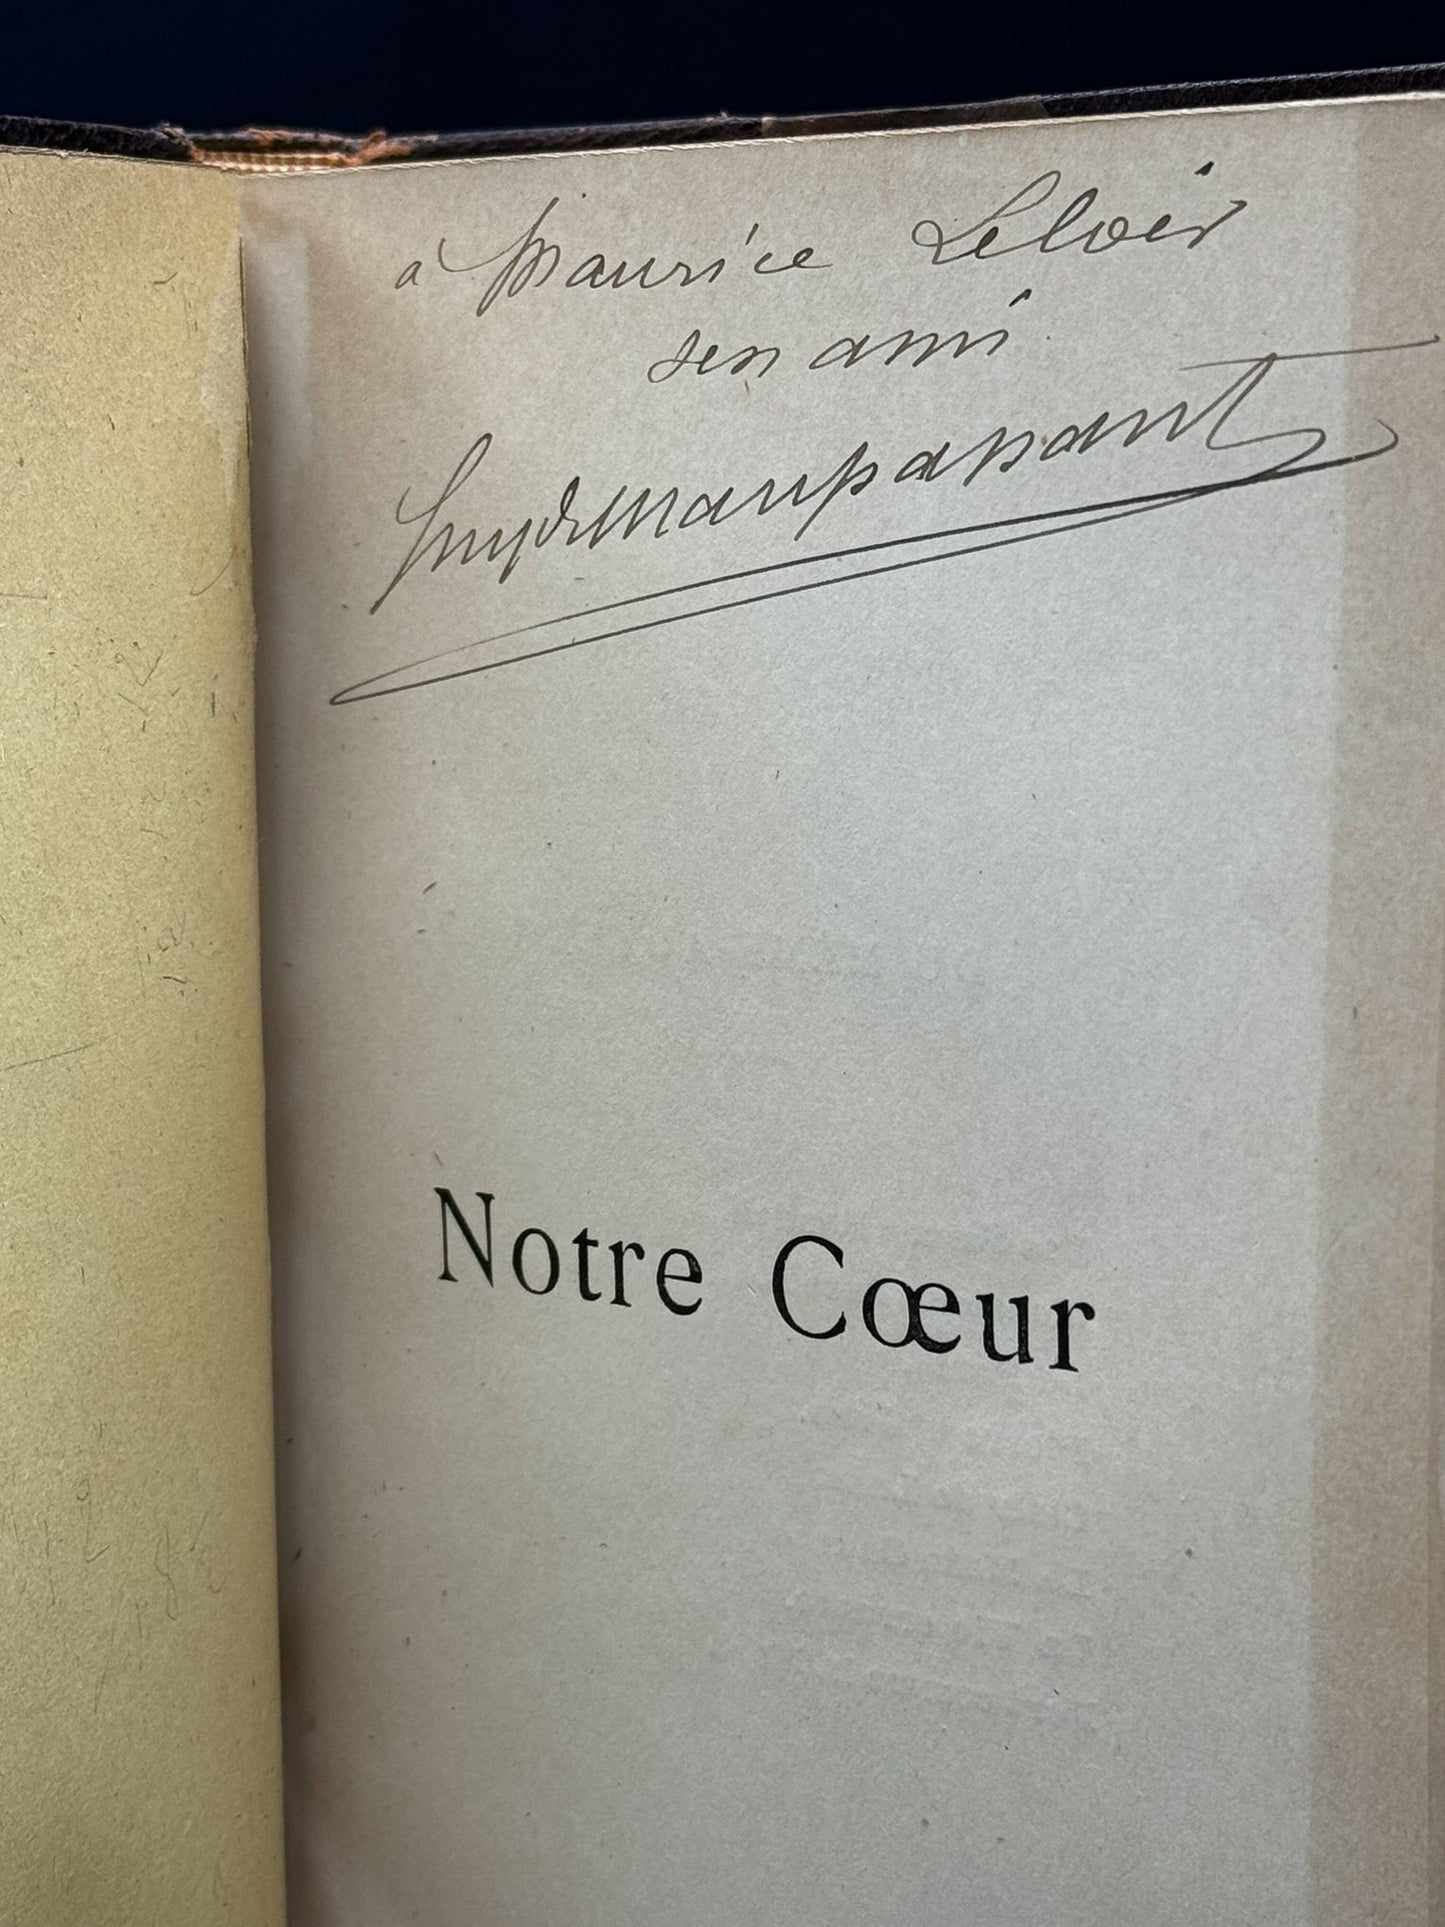 à Maurice Leloir
son ami
Guy de Maupassant
Notre Cœur